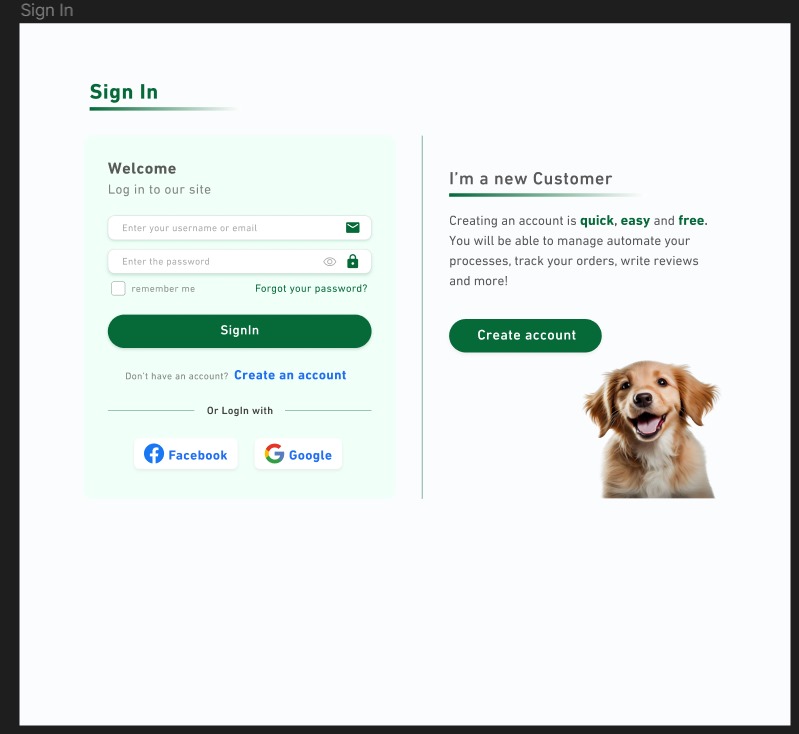 Sign In
Sign In
Welcome
Log in to our site
Enter your username or email
Enter the password
remember me
Forgot your password?
SignIn
Don't have an account? Create an account
Or LogIn with
Facebook
Google
I'm a new Customer
Creating an account is quick, easy and free.
You will be able to manage automate your
processes, track your orders, write reviews
and more!
Create account